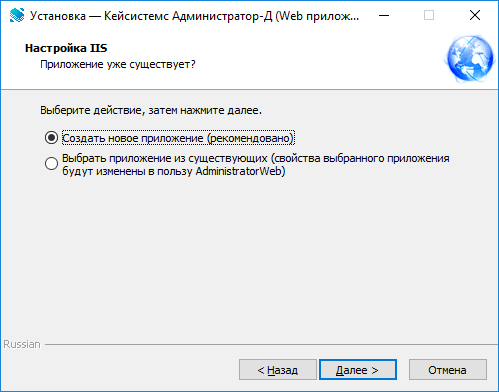 Установка — Кейсистемс Администратор-Д (Web прилож...
Настройка IIS
Приложение уже существует?
Выберите действие, затем нажмите далее.
Создать новое приложение (рекомендовано)
Выбрать приложение из существующих (свойства выбранного приложения
будут изменены в пользу AdministratorWeb)
Russian
< Назад
Далее >
Отмена